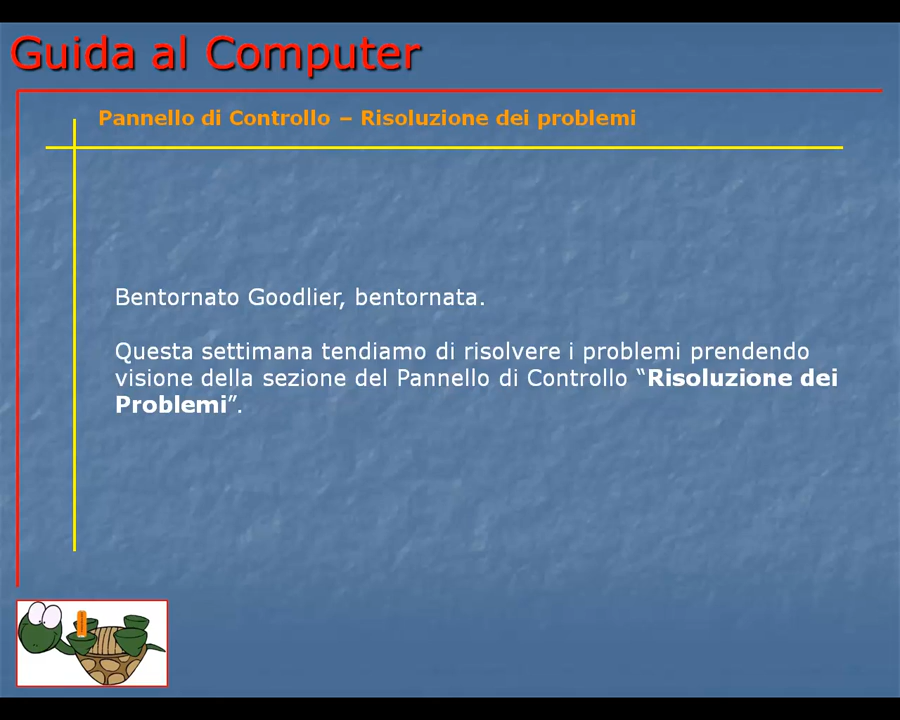 Guida al Computer
Pannello di Controllo – Risoluzione dei problemi
Bentornato Goodlier, bentornata.
Questa settimana tendiamo di risolvere i problemi prendendo
visione della sezione del Pannello di Controllo “Risoluzione dei
Problemi”.